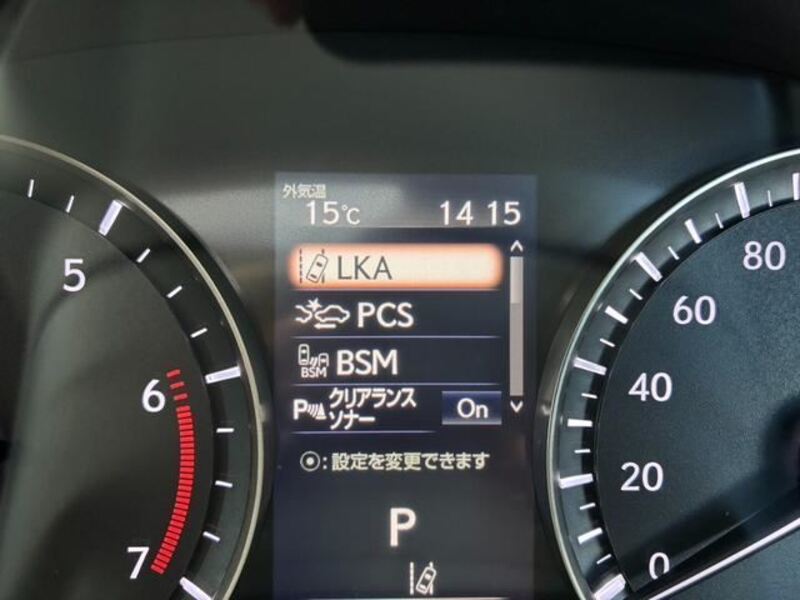 外気温
15℃ 14 15
LKA
PCS
BSM
BSM
P クリアランス
ソナー On
: 設定を変更できます
P
5
6
7
80
60
40
20
0